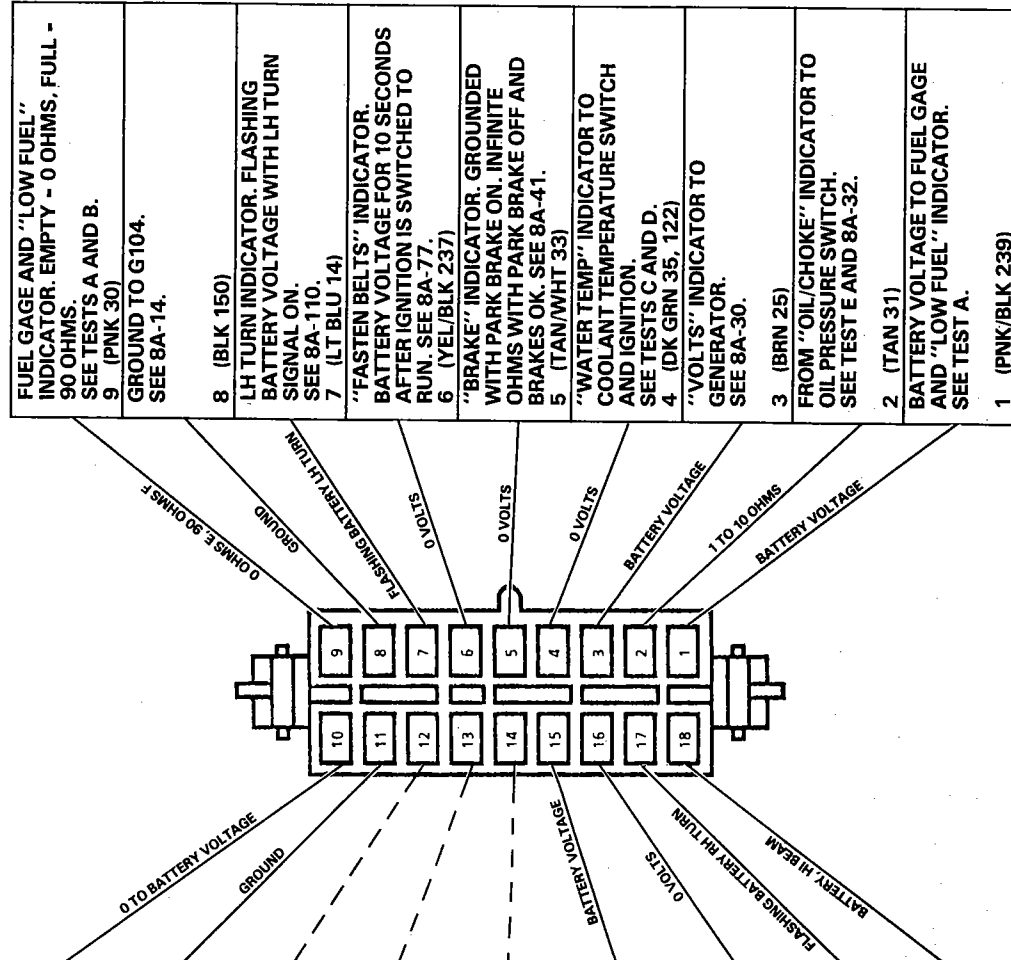 FUEL GAGE AND "LOW FUEL"
INDICATOR. EMPTY - 0 OHMS, FULL -
90 OHMS.
SEE TESTS A AND B.
9 (PNK 30)
GROUND TO G104.
SEE 8A-14.
8 (BLK 150)
LH TURN INDICATOR. FLASHING
BATTERY VOLTAGE WITH LH TURN
SIGNAL ON.
SEE 8A-110.
7 (LT BLU 14)
"FASTEN BELTS" INDICATOR.
BATTERY VOLTAGE FOR 10 SECONDS
AFTER IGNITION IS SWITCHED TO
RUN. SEE 8A-77.
6 (YEL/BLK 237)
"BRAKE" INDICATOR. GROUNDED
WITH PARK BRAKE ON. INFINITE
OHMS WITH PARK BRAKE OFF AND
BRAKES OK. SEE 8A-41.
5 (TAN/WHT 33)
"WATER TEMP" INDICATOR TO
COOLANT TEMPERATURE SWITCH
AND IGNITION.
SEE TESTS C AND D.
4 (DK GRN 35, 122)
"VOLTS" INDICATOR TO
GENERATOR.
SEE 8A-30.
3 (BRN 25)
FROM "OIL/CHOKE" INDICATOR TO
OIL PRESSURE SWITCH.
SEE TEST E AND 8A-32.
2 (TAN 31)
BATTERY VOLTAGE TO FUEL GAGE
AND "LOW FUEL" INDICATOR.
SEE TEST A.
1 (PNK/BLK 239)
0 OHMS E, 90 OHMS F
GROUND
FLASHING BATTERY LH TURN
0 VOLTS
0 VOLTS
0 VOLTS
BATTERY VOLTAGE
1 TO 10 OHMS
BATTERY VOLTAGE
9
8
7
6
5
4
3
2
1
10
11
12
13
14
15
16
17
18
0 TO BATTERY VOLTAGE
GROUND
BATTERY VOLTAGE
0 VOLTS
FLASHING BATTERY RH TURN
BATTERY, HI BEAM